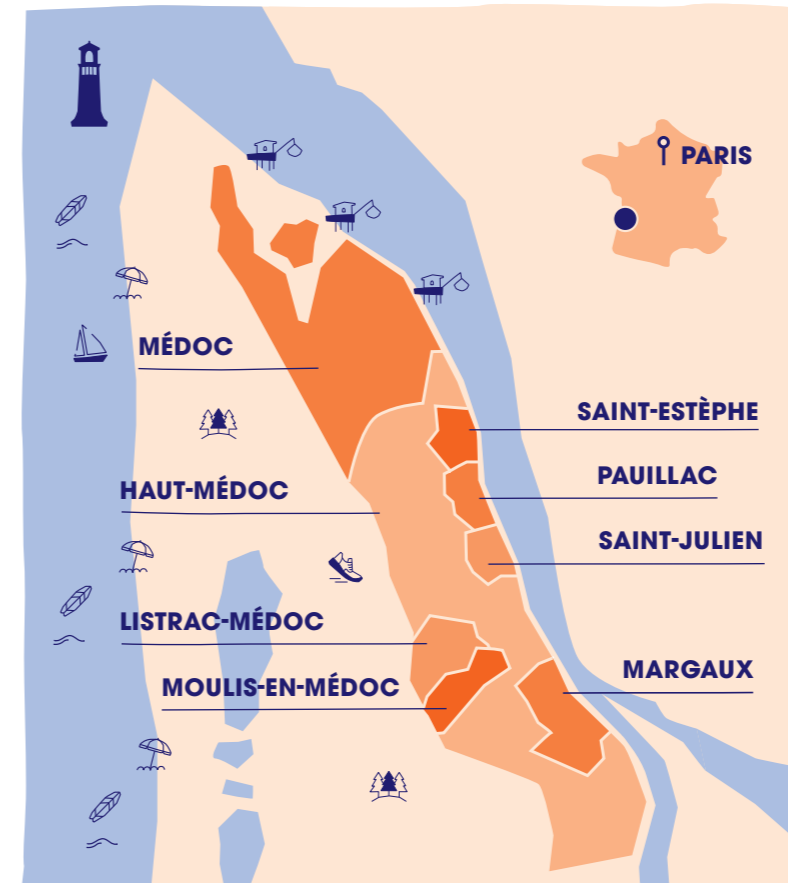 PARIS
MÉDOC
SAINT-ESTÈPHE
PAUILLAC
HAUT-MÉDOC
SAINT-JULIEN
LISTRAC-MÉDOC
MARGAUX
MOULIS-EN-MÉDOC